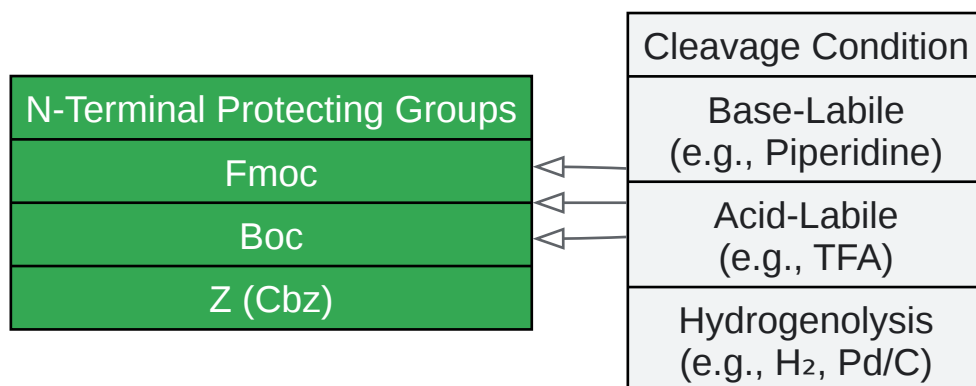 N-Terminal Protecting Groups
Fmoc
Boc
Z (Cbz)
Cleavage Condition
Base-Labile
(e.g., Piperidine)
Acid-Labile
(e.g., TFA)
Hydrogenolysis
(e.g., H₂, Pd/C)